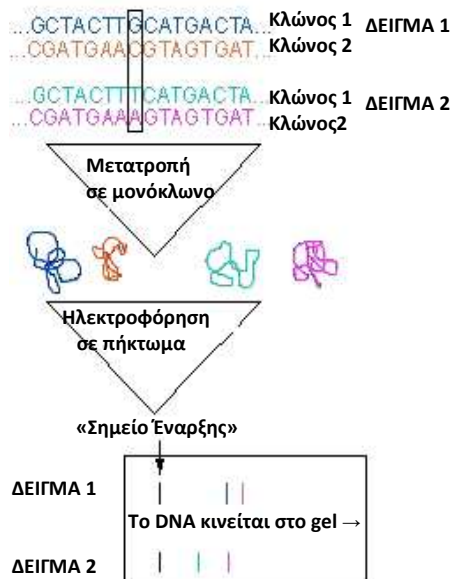 ...GCTACTTGCATGACTA... Κλώνος 1 ΔΕΙΓΜΑ 1
...CGATGAACGTAGTGAT... Κλώνος 2
...GCTACTTTCATGACTA... Κλώνος 1 ΔΕΙΓΜΑ 2
...CGATGAAAGTAGTGAT... Κλώνος2
Μετατροπή
σε μονόκλωνο
Ηλεκτροφόρηση
σε πήκτωμα
«Σημείο Έναρξης»
ΔΕΙΓΜΑ 1
Το DNA κινείται στο gel →
ΔΕΙΓΜΑ 2